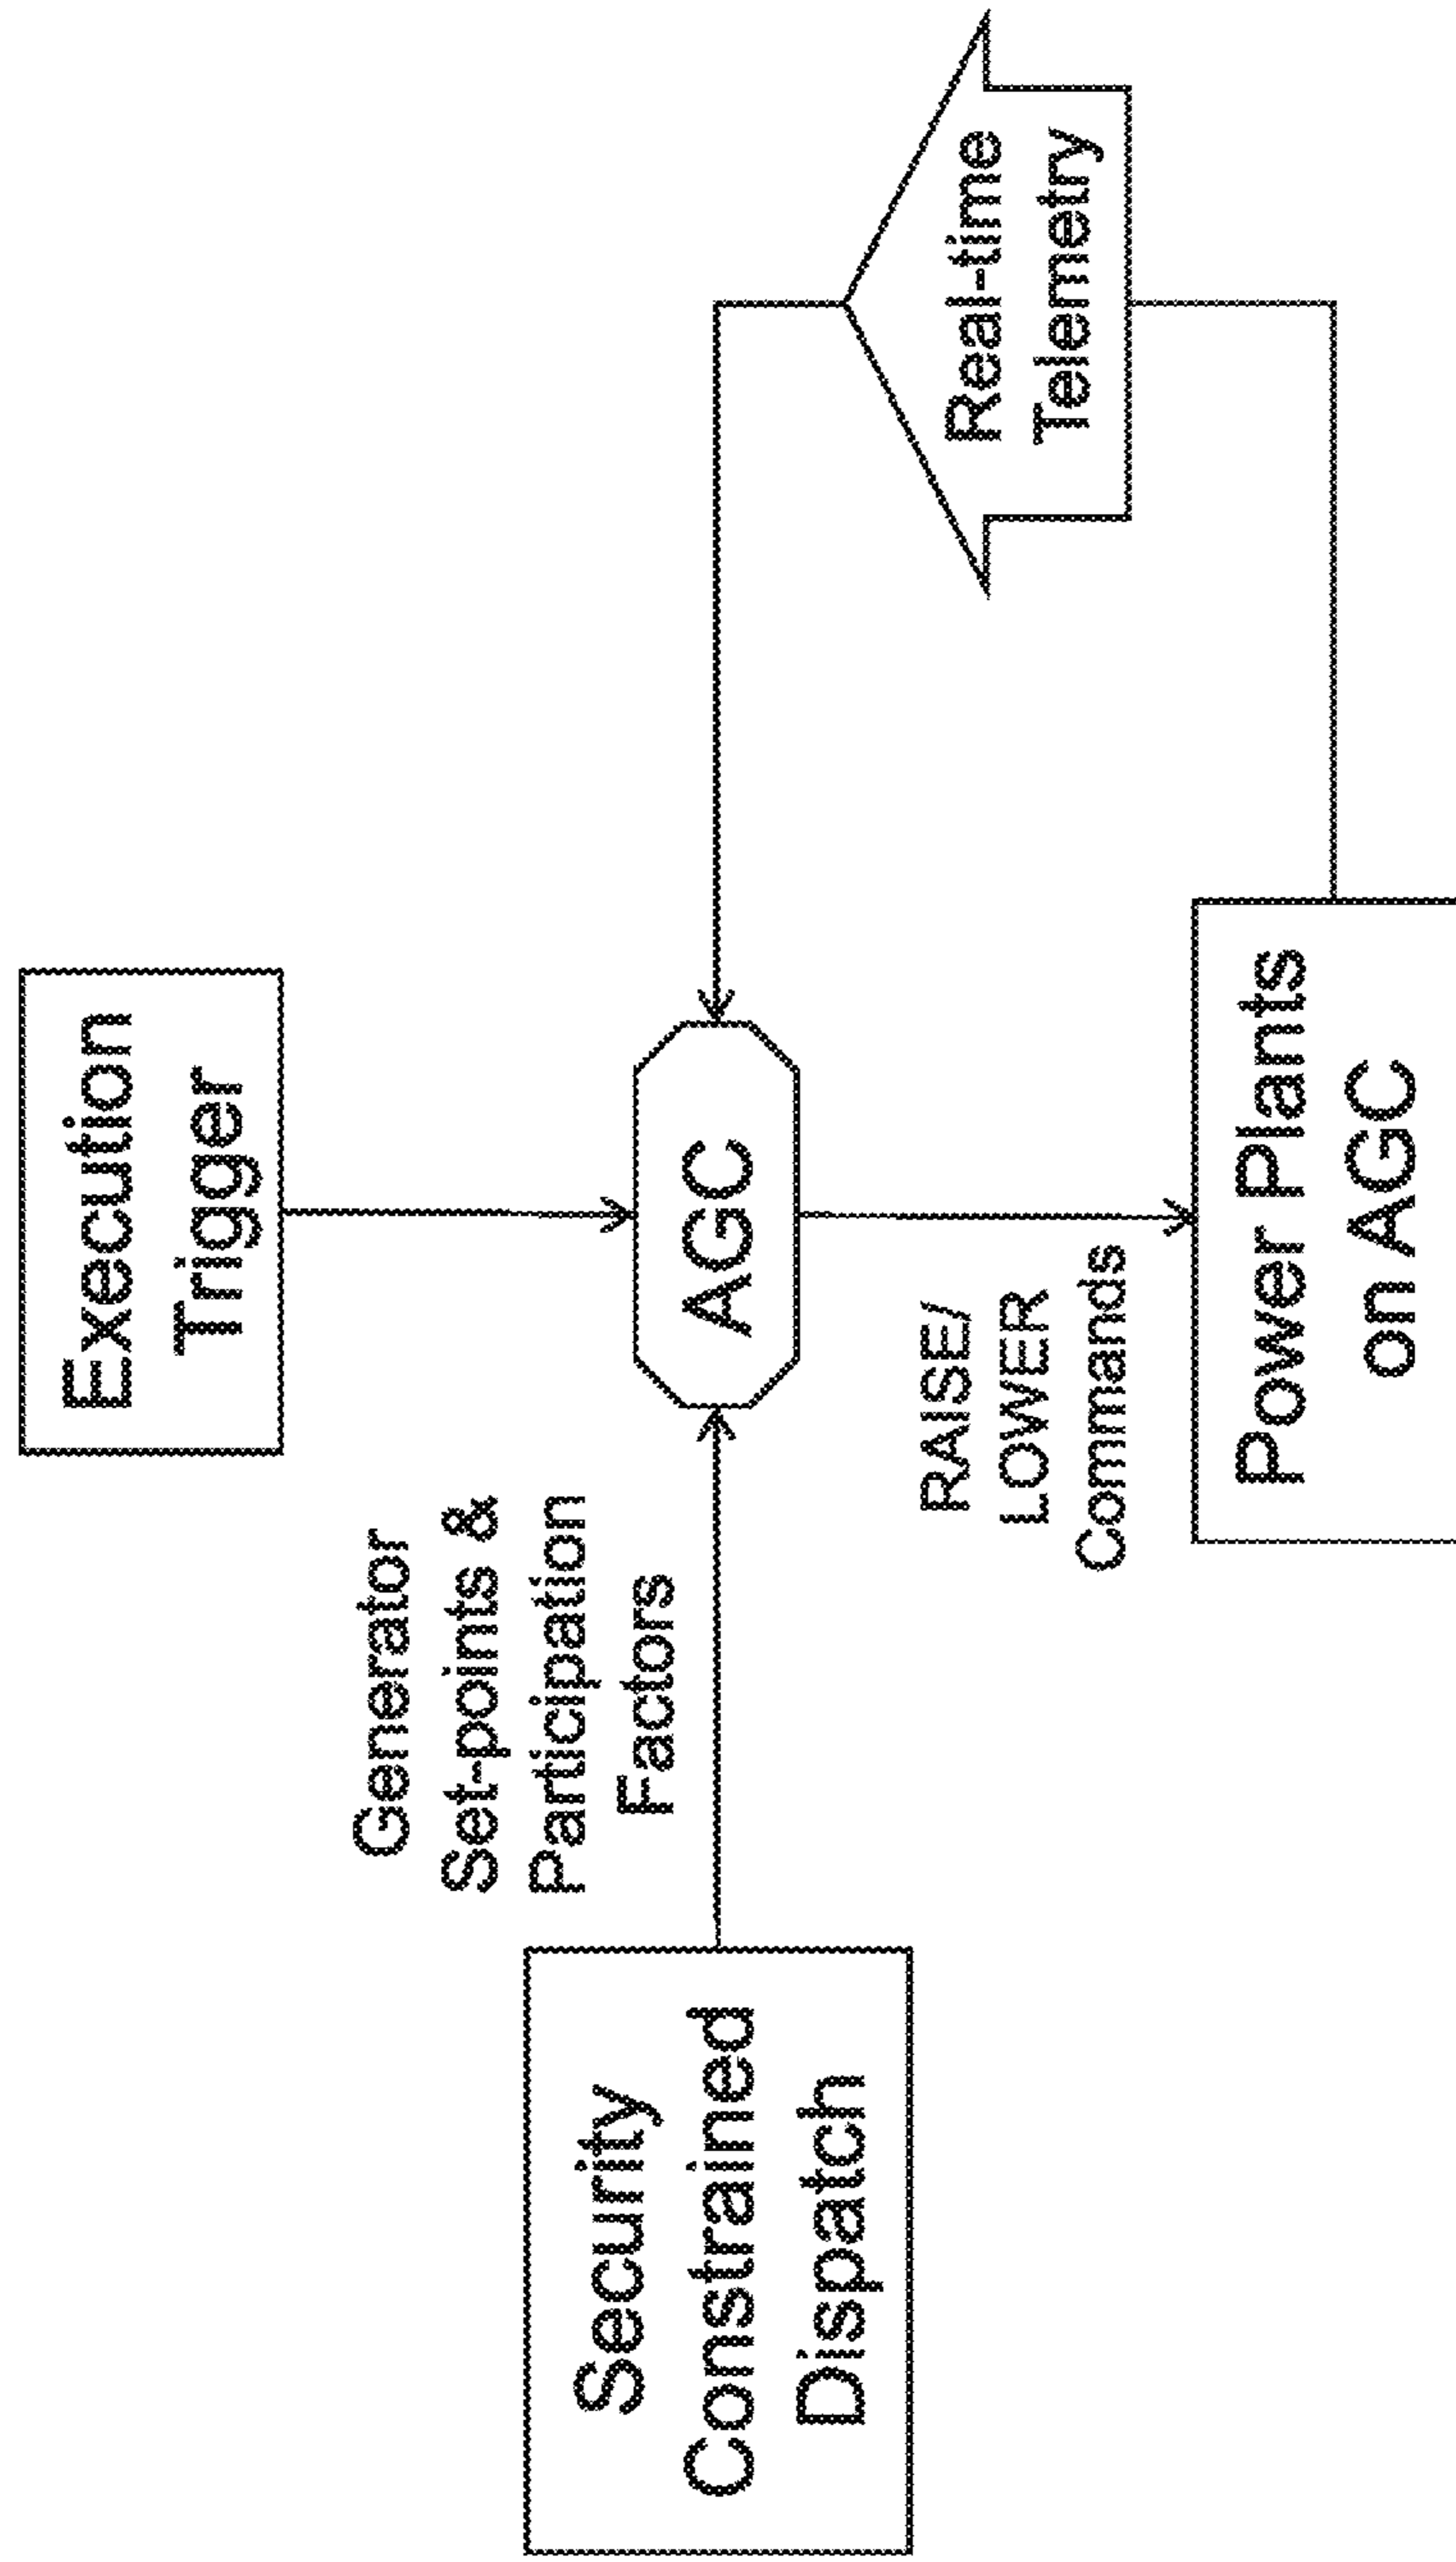 Execution
Trigger
Generator
Set-points &
Participation
Factors
Security
Constrained
Dispatch
AGC
RAISE/
LOWER
Commands
Real-time
Telemetry
Power Plants
on AGC